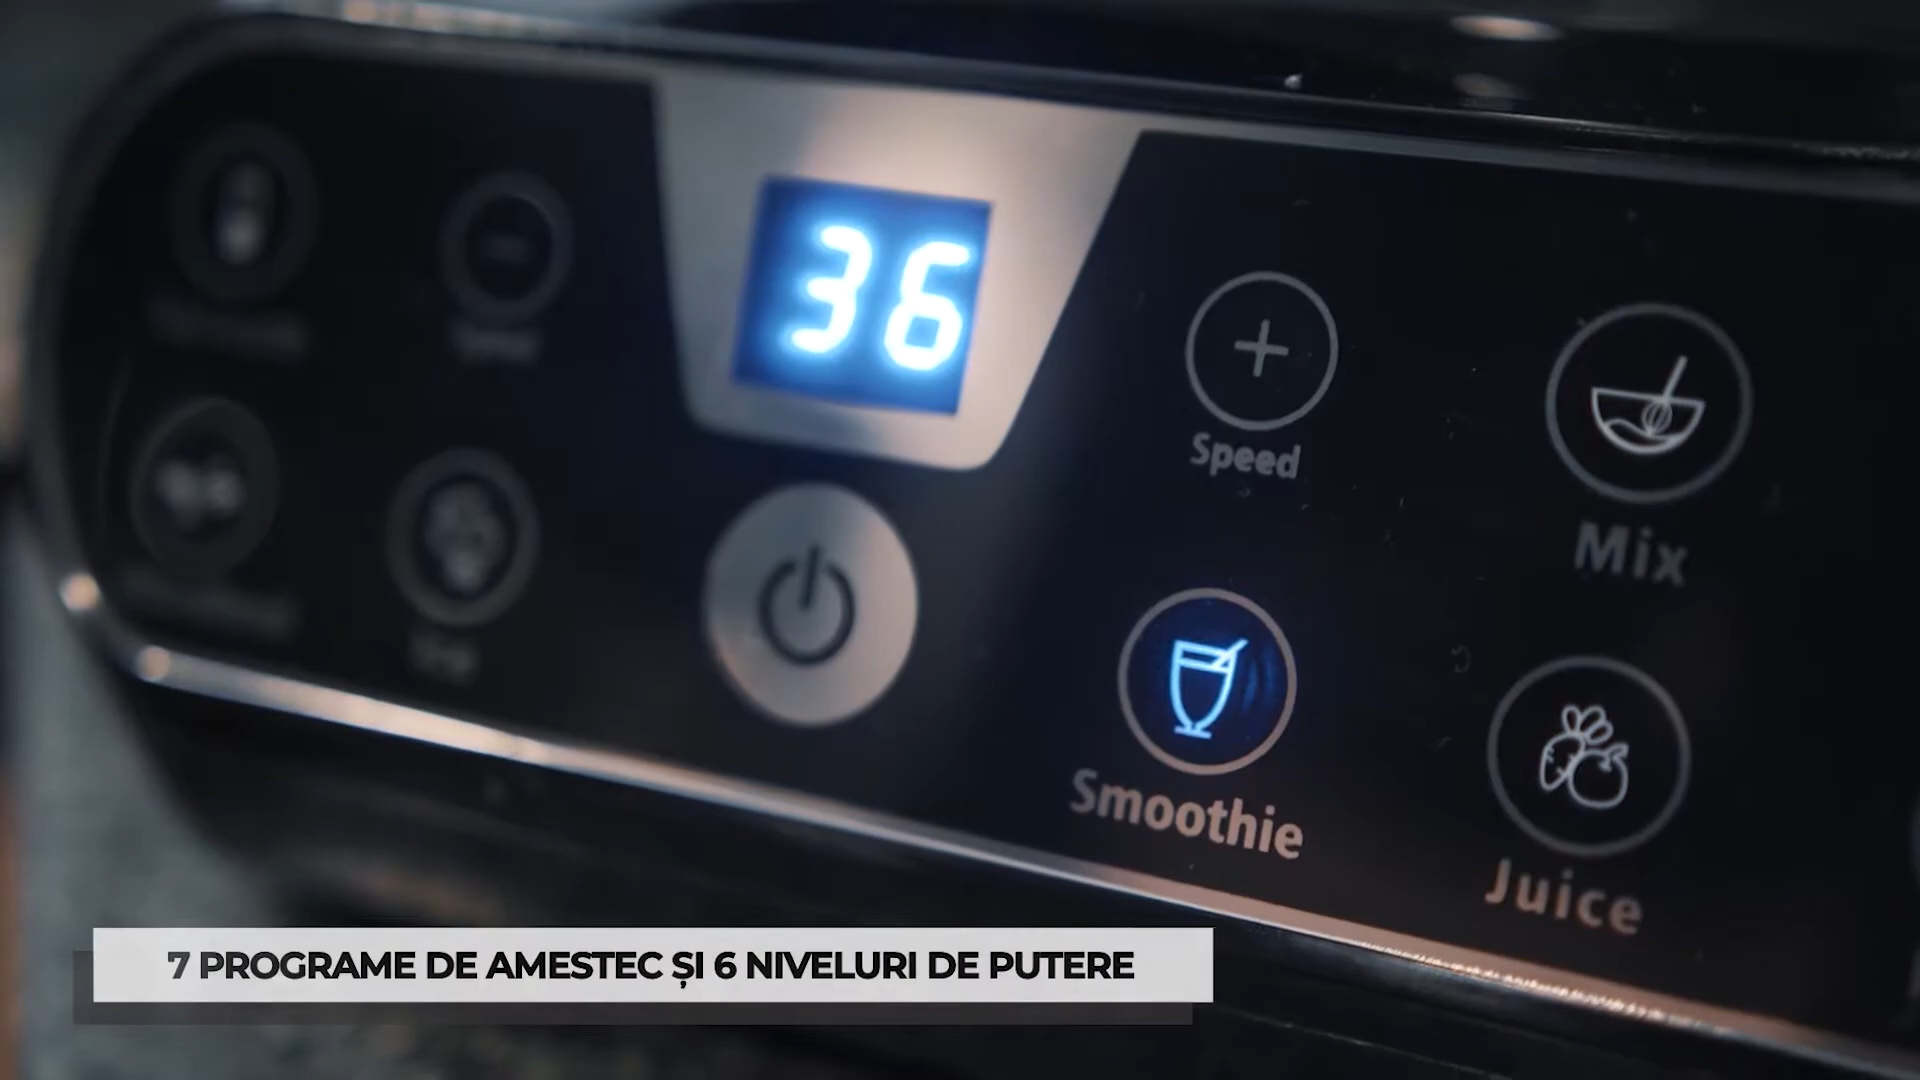 36
Speed
Mix
Smoothie
Juice
7 PROGRAME DE AMESTEC ȘI 6 NIVELURI DE PUTERE